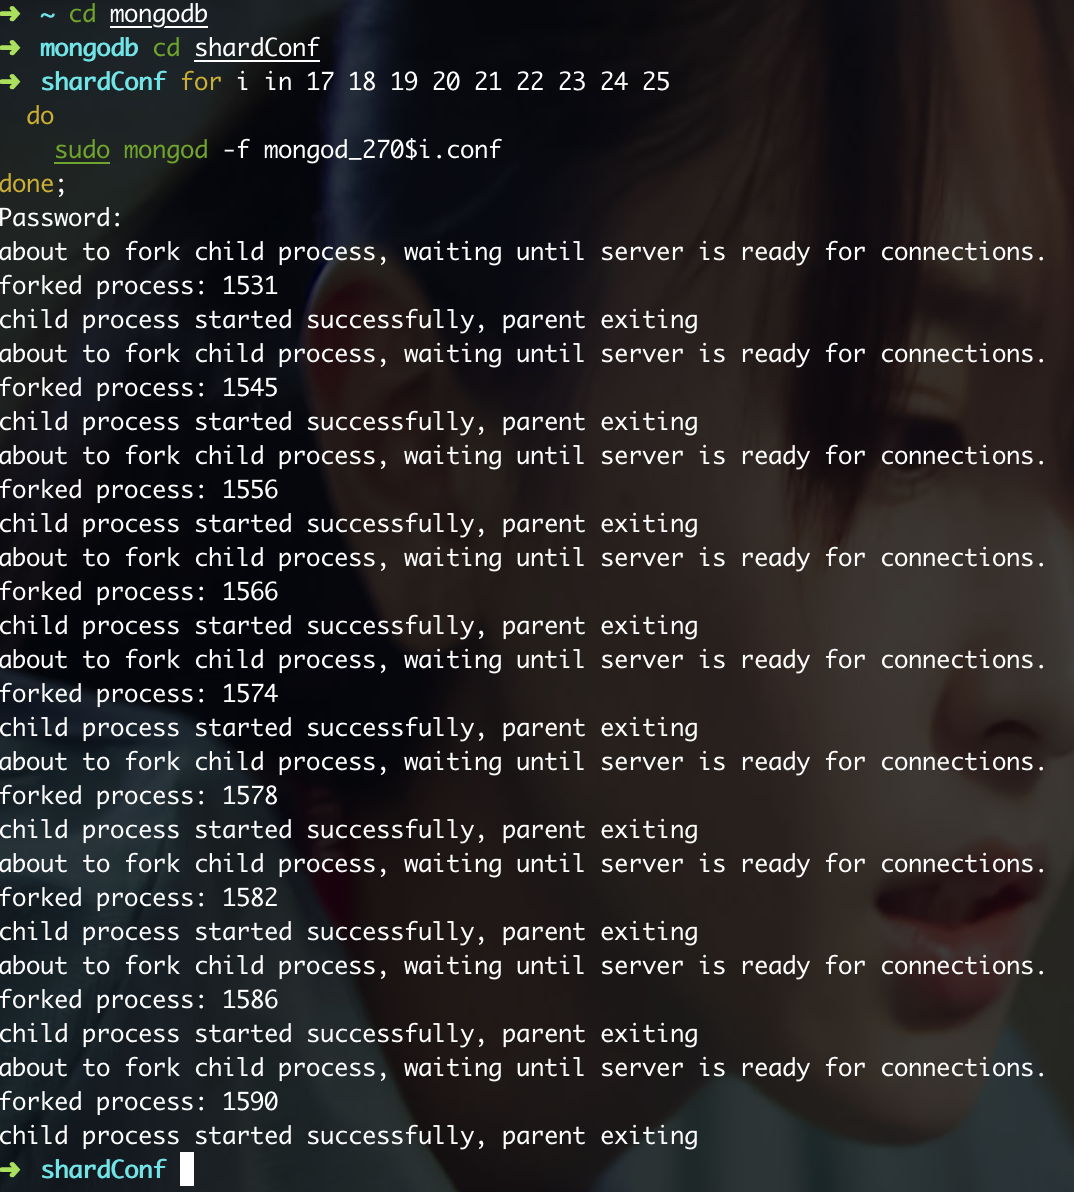 ➜ ~ cd mongodb
➜ mongodb cd shardConf
➜ shardConf for i in 17 18 19 20 21 22 23 24 25
do
sudo mongod -f mongod_270$i.conf
done;
Password:
about to fork child process, waiting until server is ready for connections.
forked process: 1531
child process started successfully, parent exiting
about to fork child process, waiting until server is ready for connections.
forked process: 1545
child process started successfully, parent exiting
about to fork child process, waiting until server is ready for connections.
forked process: 1556
child process started successfully, parent exiting
about to fork child process, waiting until server is ready for connections.
forked process: 1566
child process started successfully, parent exiting
about to fork child process, waiting until server is ready for connections.
forked process: 1574
child process started successfully, parent exiting
about to fork child process, waiting until server is ready for connections.
forked process: 1578
child process started successfully, parent exiting
about to fork child process, waiting until server is ready for connections.
forked process: 1582
child process started successfully, parent exiting
about to fork child process, waiting until server is ready for connections.
forked process: 1586
child process started successfully, parent exiting
about to fork child process, waiting until server is ready for connections.
forked process: 1590
child process started successfully, parent exiting
➜ shardConf